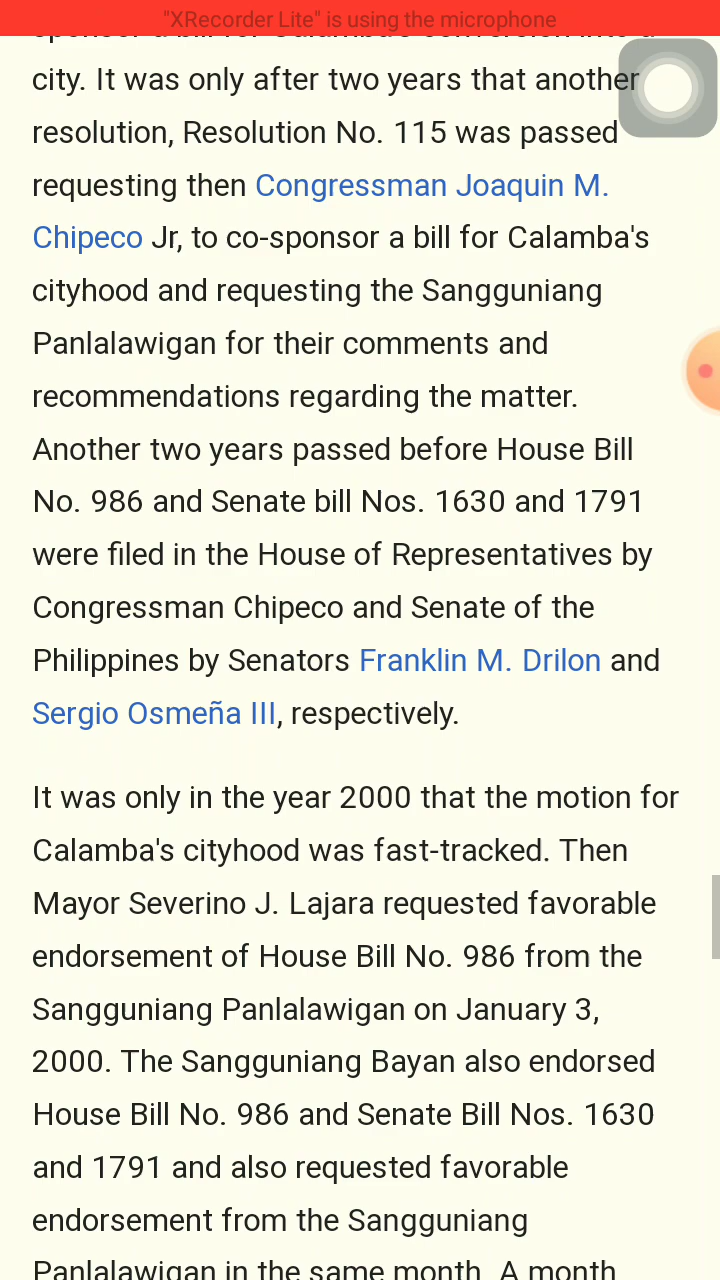 "XRecorder Lite" is using the microphone
city. It was only after two years that another
resolution, Resolution No. 115 was passed
requesting then Congressman Joaquin M.
Chipeco Jr, to co-sponsor a bill for Calamba's
cityhood and requesting the Sangguniang
Panlalawigan for their comments and
recommendations regarding the matter.
Another two years passed before House Bill
No. 986 and Senate bill Nos. 1630 and 1791
were filed in the House of Representatives by
Congressman Chipeco and Senate of the
Philippines by Senators Franklin M. Drilon and
Sergio Osmeña III, respectively.
It was only in the year 2000 that the motion for
Calamba's cityhood was fast-tracked. Then
Mayor Severino J. Lajara requested favorable
endorsement of House Bill No. 986 from the
Sangguniang Panlalawigan on January 3,
2000. The Sangguniang Bayan also endorsed
House Bill No. 986 and Senate Bill Nos. 1630
and 1791 and also requested favorable
endorsement from the Sangguniang
Panlalawigan in the same month. A month